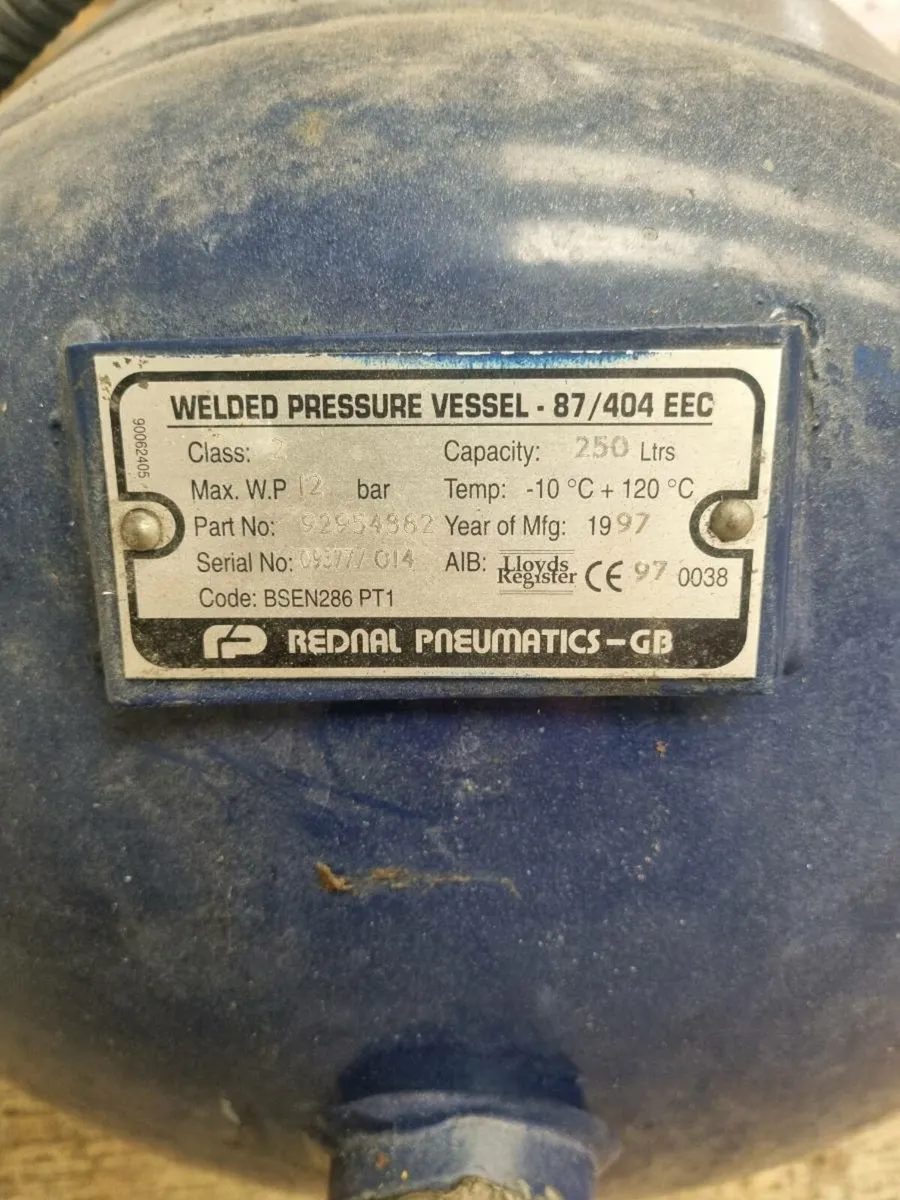 WELDED PRESSURE VESSEL - 87/404 EEC
90062405
Class: 2 Capacity: 250 Ltrs
Max. W.P 12 bar Temp: -10 °C + 120 °C
Part No: 92954882 Year of Mfg: 1997
Serial No: 014 AIB: Lloyds Register CE 97 0038
Code: BSEN286 PT1
REDNAL PNEUMATICS-GB